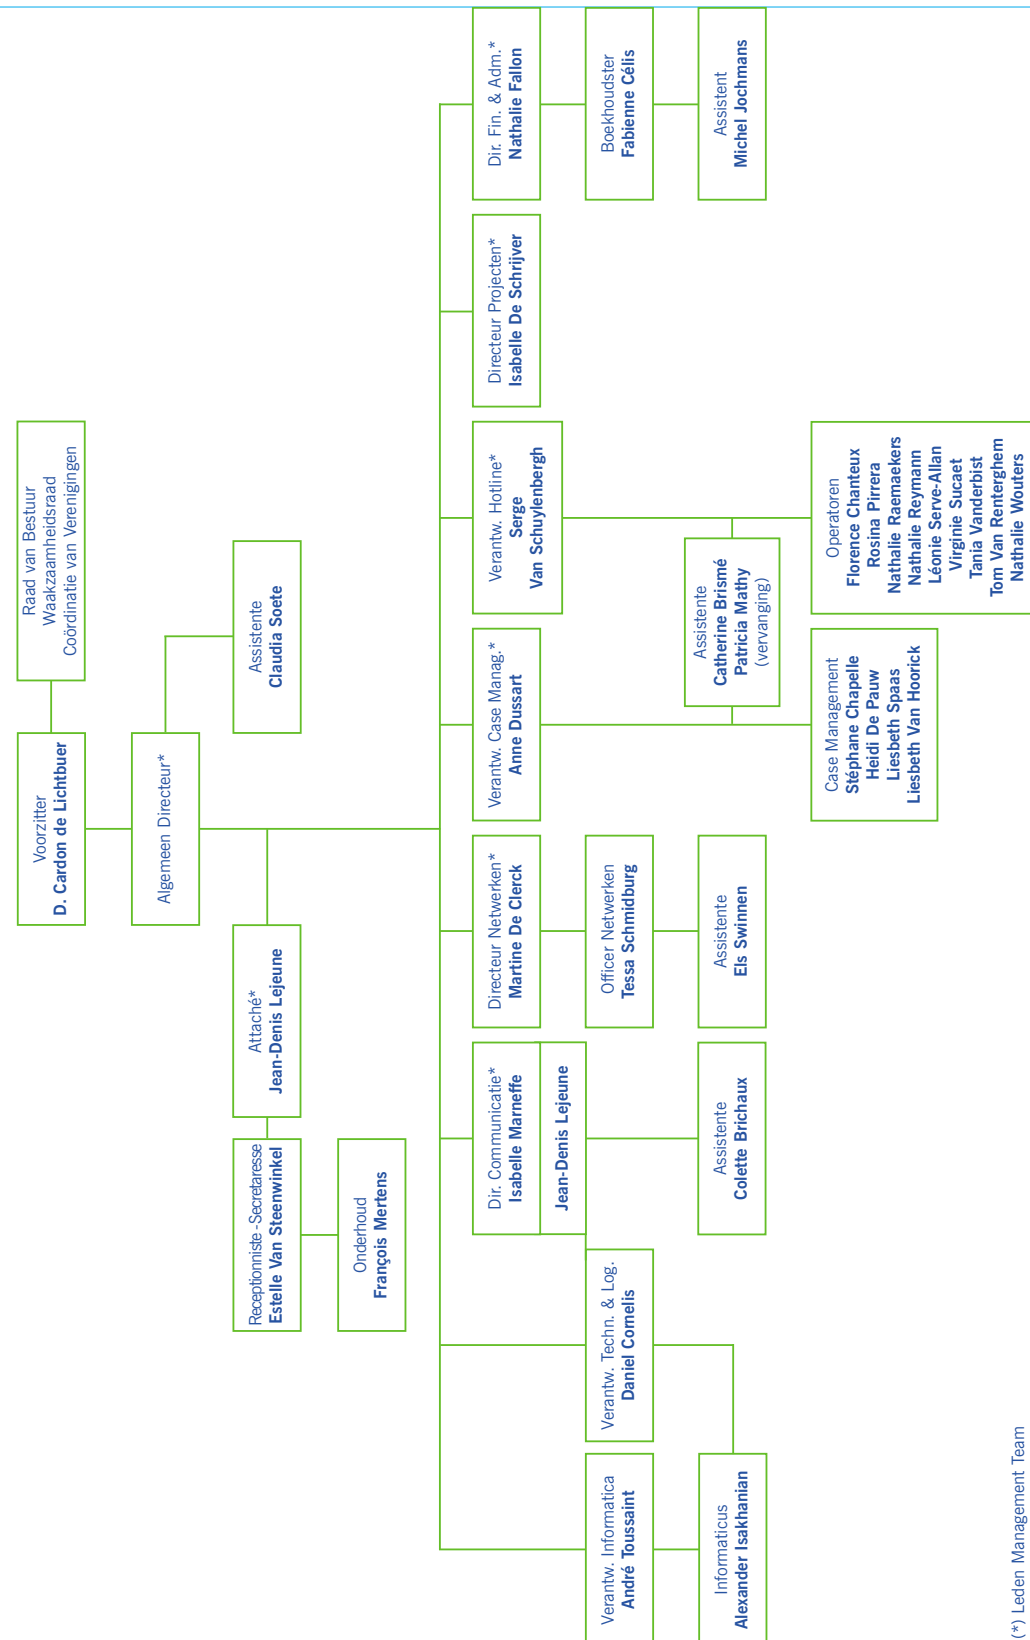 Raad van Bestuur
Waakzaamheidsraad
Coördinatie van Verenigingen
Voorzitter
D. Cardon de Lichtbuer
Algemeen Directeur*
Assistente
Claudia Soete
Attaché*
Jean-Denis Lejeune
Receptionniste - Secretaresse
Estelle Van Steenwinkel
Onderhoud
François Mertens
Verantw. Informatica
André Toussaint
Informaticus
Alexander Isakhanian
Verantw. Techn. & Log.
Daniel Cornelis
Dir. Communicatie*
Isabelle Marneffe
Jean-Denis Lejeune
Assistente
Colette Brichaux
Directeur Netwerken*
Martine De Clerck
Officer Netwerken
Tessa Schmidburg
Assistente
Els Swinnen
Verantw. Case Manag.*
Anne Dussart
Verantw. Hotline*
Serge
Van Schuylenbergh
Assistente
Catherine Brismé
Patricia Mathy
(vervanging)
Case Management
Stéphane Chapelle
Heidi De Pauw
Liesbeth Spaas
Liesbeth Van Hoorick
Operatoren
Florence Chanteux
Rosina Pirrera
Nathalie Raemaekers
Nathalie Reymann
Léonie Serve-Allan
Virginie Sucaet
Tania Vanderbist
Tom Van Renterghem
Nathalie Wouters
Directeur Projecten*
Isabelle De Schrijver
Dir. Fin. & Adm.*
Nathalie Fallon
Boekhoudster
Fabienne Célis
Assistent
Michel Jochmans
(*) Leden Management Team